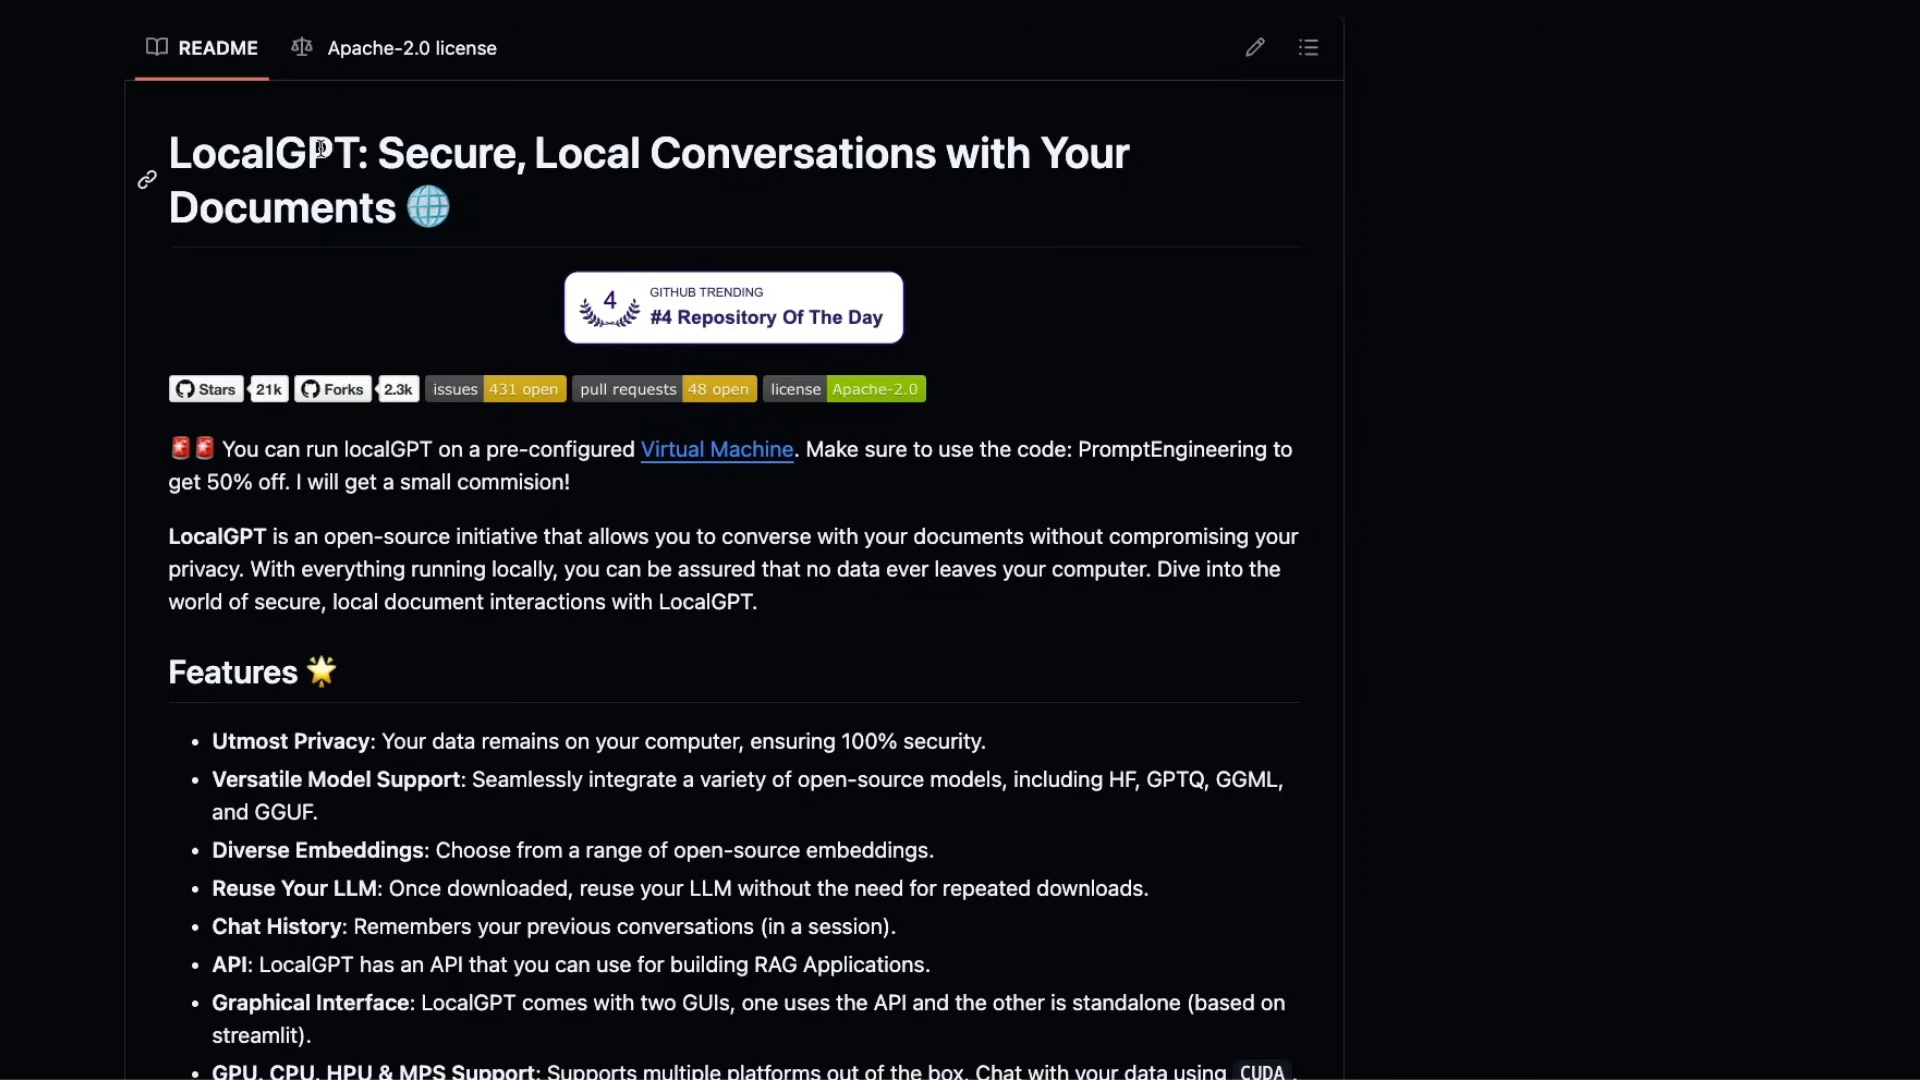 README Apache-2.0 license
LocalGPT: Secure, Local Conversations with Your
Documents 🌐
4 GITHUB TRENDING
#4 Repository Of The Day
Stars 21k Forks 2.3k issues 431 open pull requests 48 open license Apache-2.0
🚨🚨 You can run localGPT on a pre-configured Virtual Machine. Make sure to use the code: PromptEngineering to
get 50% off. I will get a small commision!
LocalGPT is an open-source initiative that allows you to converse with your documents without compromising your
privacy. With everything running locally, you can be assured that no data ever leaves your computer. Dive into the
world of secure, local document interactions with LocalGPT.
Features 🌟
• Utmost Privacy: Your data remains on your computer, ensuring 100% security.
• Versatile Model Support: Seamlessly integrate a variety of open-source models, including HF, GPTQ, GGML,
and GGUF.
• Diverse Embeddings: Choose from a range of open-source embeddings.
• Reuse Your LLM: Once downloaded, reuse your LLM without the need for repeated downloads.
• Chat History: Remembers your previous conversations (in a session).
• API: LocalGPT has an API that you can use for building RAG Applications.
• Graphical Interface: LocalGPT comes with two GUIs, one uses the API and the other is standalone (based on
streamlit).
• GPU, CPU, HPU & MPS Support: Supports multiple platforms out of the box. Chat with your data using CUDA,